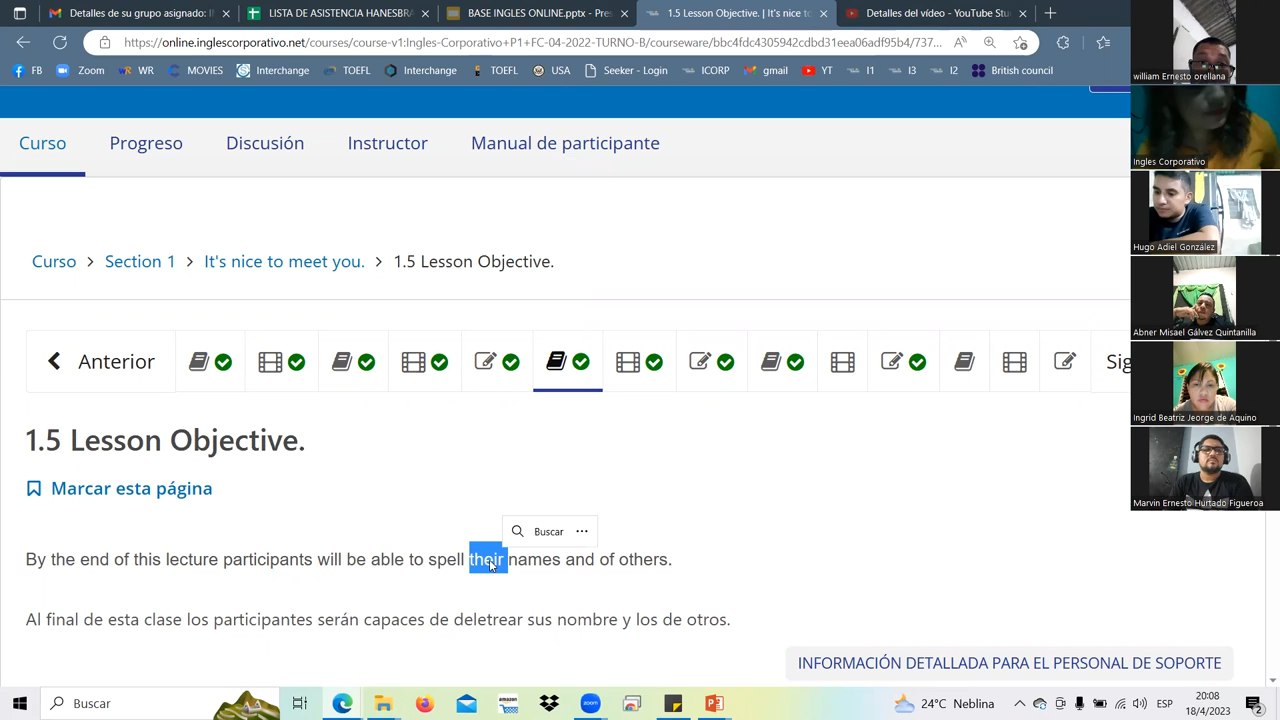 Detalles de su grupo asignado: I
LISTA DE ASISTENCIA HANESBRA
BASE INGLES ONLINE.pptx - Pres
1.5 Lesson Objective. | It's nice to
Detalles del vídeo - YouTube Stu
https://online.inglescorporativo.net/courses/course-v1:Ingles-Corporativo+P1+FC-04-2022-TURNO-B/courseware/bbc4fdc4305942cdbd31eea06adf95b4/737...
FB Zoom WR MOVIES Interchange TOEFL Interchange TOEFL USA Seeker - Login ICORP gmail YT I1 I3 I2 British council
Curso Progreso Discusión Instructor Manual de participante
Curso > Section 1 > It's nice to meet you. > 1.5 Lesson Objective.
Anterior
Sig
1.5 Lesson Objective.
Marcar esta página
Buscar ...
By the end of this lecture participants will be able to spell their names and of others.
Al final de esta clase los participantes serán capaces de deletrear sus nombre y los de otros.
INFORMACIÓN DETALLADA PARA EL PERSONAL DE SOPORTE
william Ernesto orellana
Ingles Corporativo
Hugo Adiel González
Abner Misael Gálvez Quintanilla
Ingrid Beatriz Jeorge de Aquino
Marvin Ernesto Hurtado Figueroa
Buscar
amazon
zoom
24°C Neblina
ESP
20:08
18/4/2023
2